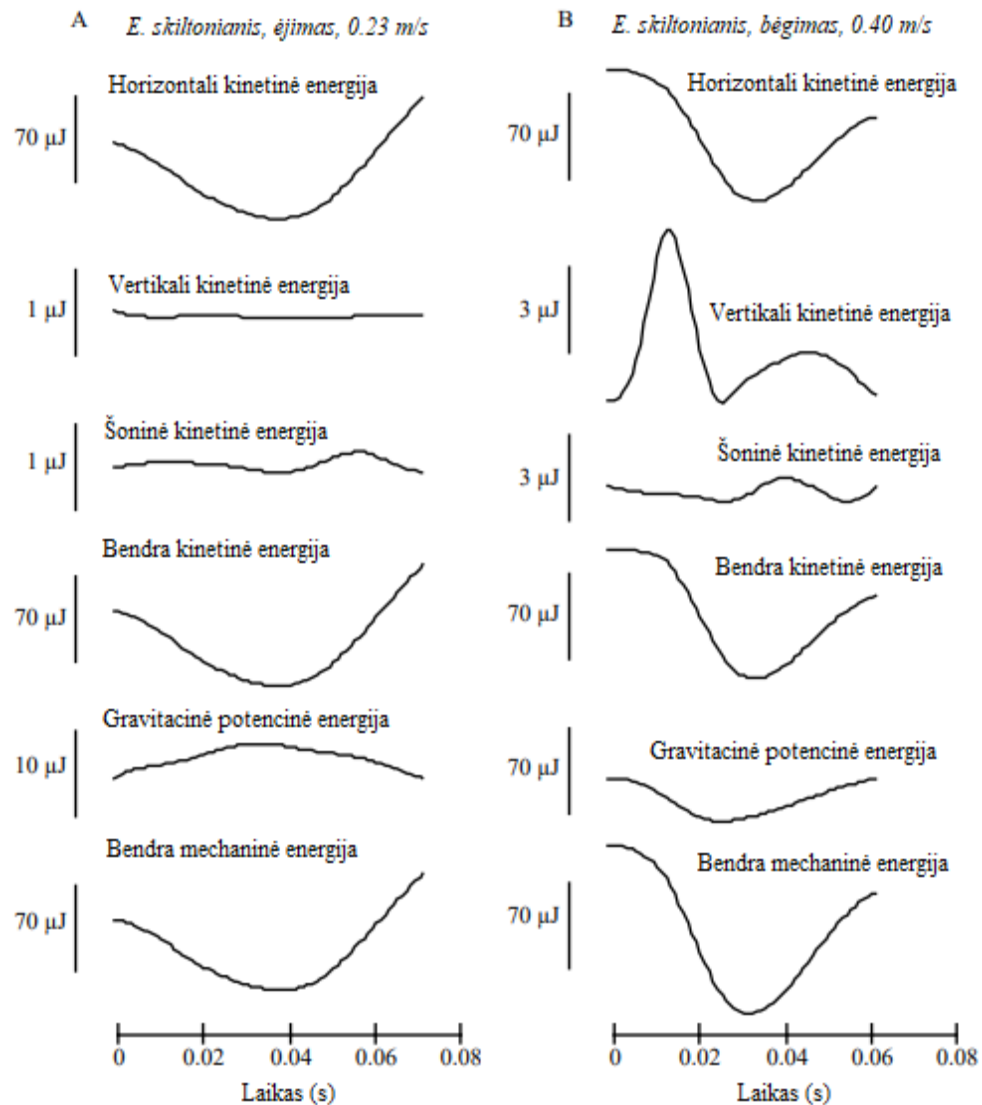 A
E. skiltonianis, ėjimas, 0.23 m/s
Horizontali kinetinė energija
70 µJ
Vertikali kinetinė energija
1 µJ
Šoninė kinetinė energija
1 µJ
Bendra kinetinė energija
70 µJ
Gravitacinė potencinė energija
10 µJ
Bendra mechaninė energija
70 µJ
0 0.02 0.04 0.06 0.08
Laikas (s)
B
E. skiltonianis, bėgimas, 0.40 m/s
Horizontali kinetinė energija
70 µJ
3 µJ
Vertikali kinetinė energija
Šoninė kinetinė energija
3 µJ
Bendra kinetinė energija
70 µJ
Gravitacinė potencinė energija
70 µJ
Bendra mechaninė energija
70 µJ
0 0.02 0.04 0.06 0.08
Laikas (s)